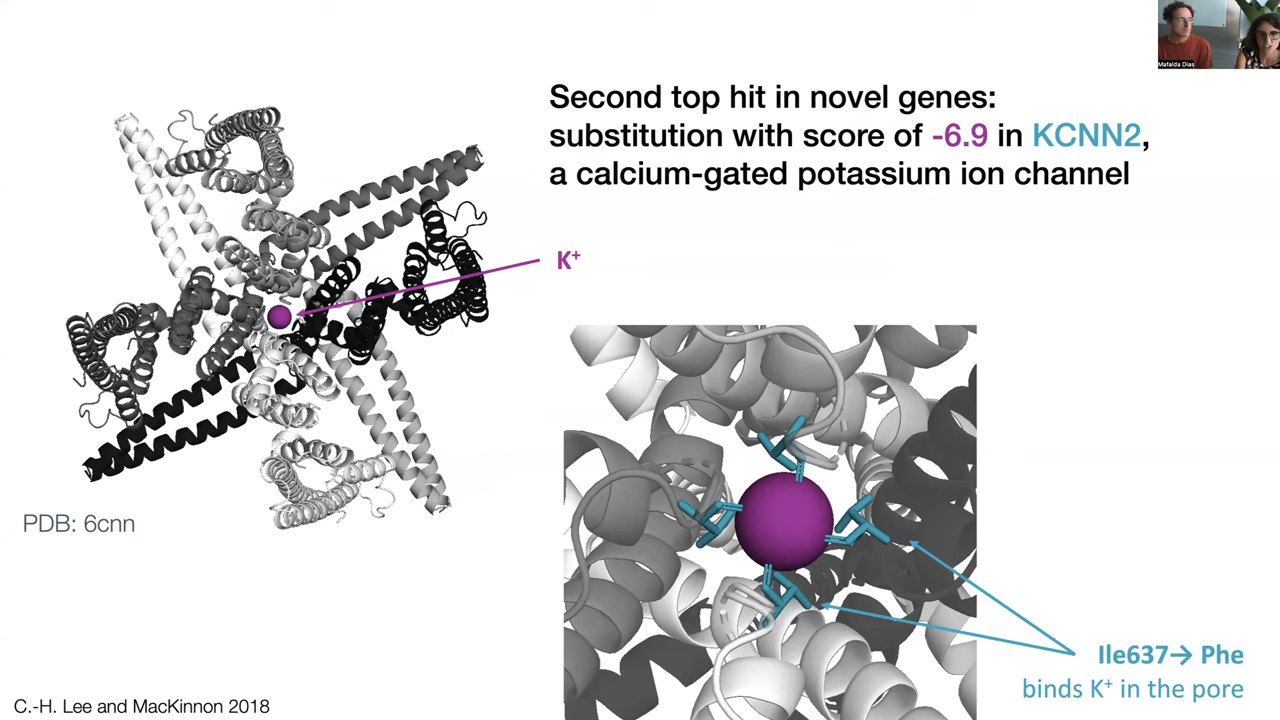 Mafalda Dias
Second top hit in novel genes:
substitution with score of -6.9 in KCNN2,
a calcium-gated potassium ion channel
K⁺
PDB: 6cnn
Ile637→ Phe
binds K⁺ in the pore
C.-H. Lee and MacKinnon 2018